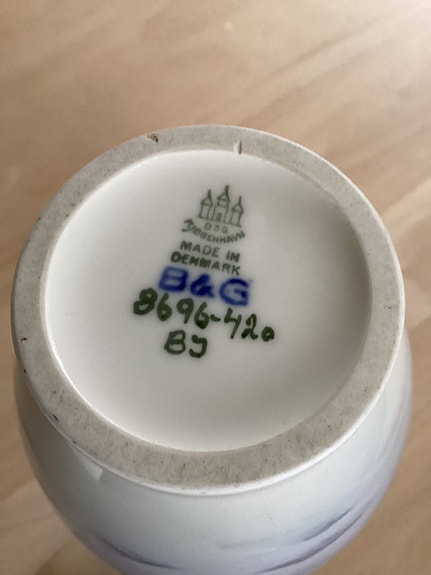 B&G
KJØBENHAVN
MADE IN
DENMARK
B&G
8696-420
BJ